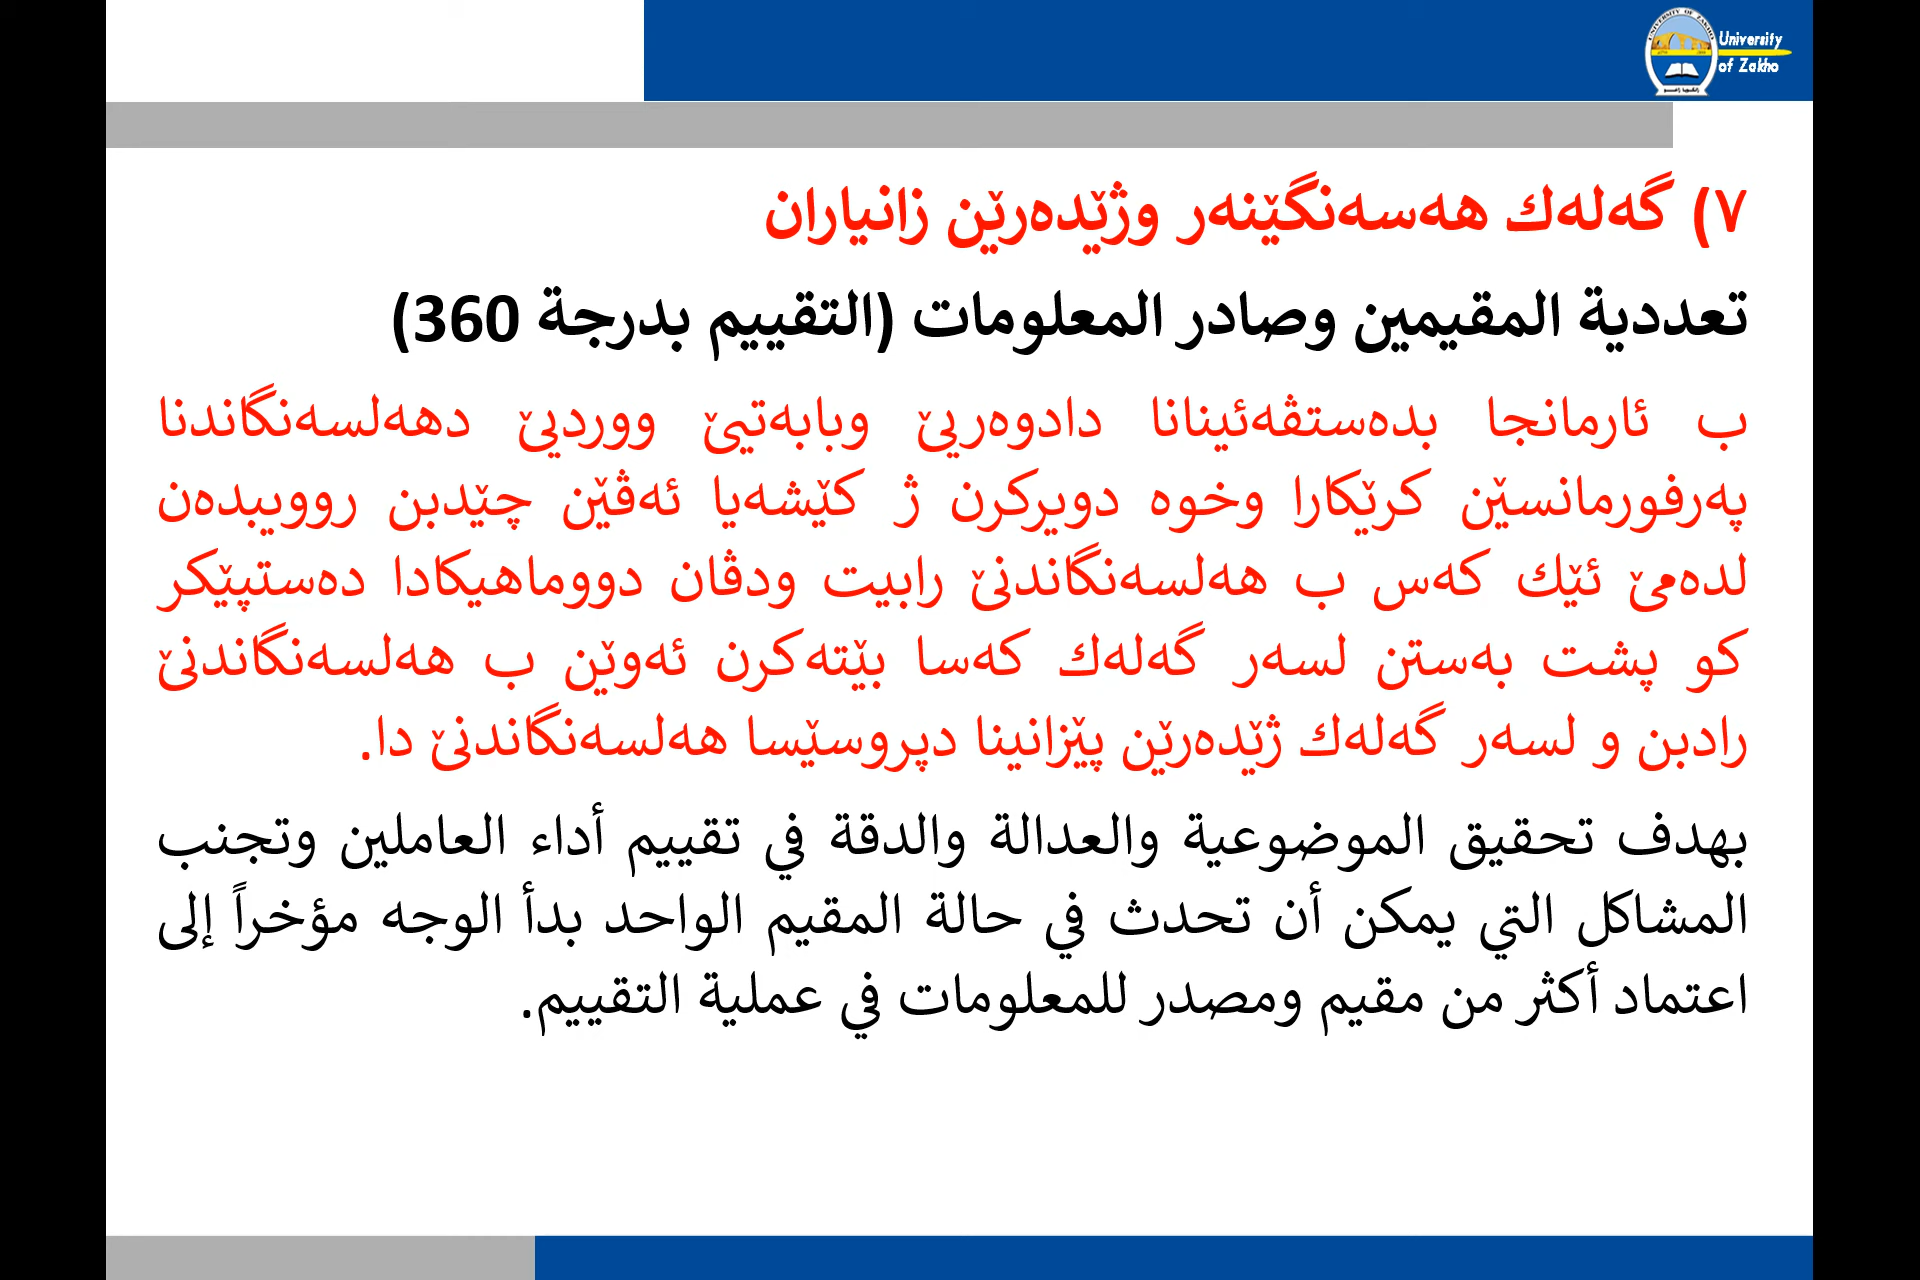 University
of Zakho
٧) گەلەك هەسەنگێنەر وژێدەرێن زانیاران
تعددية المقيمين وصادر المعلومات (التقييم بدرجة 360)
ب ئارمانجا بدەستڤەئینانا دادوەریێ وبابەتیێ ووردیێ دهەلسەنگاندنا
پەرفورمانسێن کرێکارا وخوە دویرکرن ژ کێشەیا ئەڤێن چێدبن روویبدەن
لدەمێ ئێك کەس ب هەلسەنگاندنێ رابیت ودڤان دووماهیکادا دەستپێکر
کو پشت بەستن لسەر گەلەك کەسا بێتەکرن ئەوێن ب هەلسەنگاندنێ
رادبن و لسەر گەلەك ژێدەرێن پێزانینا دپروسێسا هەلسەنگاندنێ دا.
بهدف تحقيق الموضوعية والعدالة والدقة في تقييم أداء العاملين وتجنب
المشاكل التي يمكن أن تحدث في حالة المقيم الواحد بدأ الوجه مؤخراً إلى
اعتماد أكثر من مقيم ومصدر للمعلومات في عملية التقييم.